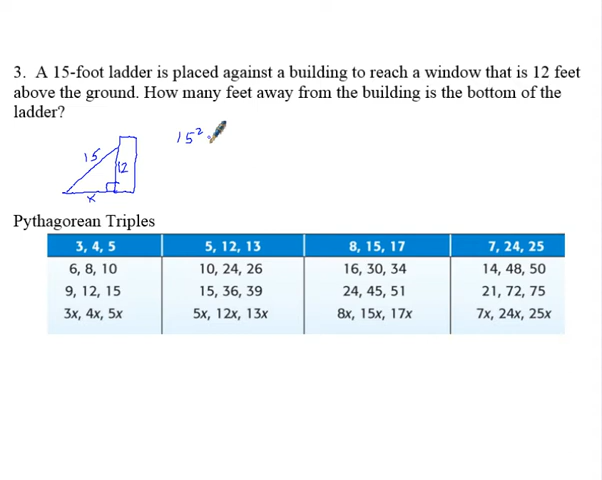 3. A 15-foot ladder is placed against a building to reach a window that is 12 feet
above the ground. How many feet away from the building is the bottom of the
ladder?
15²
15
12
x
Pythagorean Triples
3, 4, 5 5, 12, 13 8, 15, 17 7, 24, 25
6, 8, 10 10, 24, 26 16, 30, 34 14, 48, 50
9, 12, 15 15, 36, 39 24, 45, 51 21, 72, 75
3x, 4x, 5x 5x, 12x, 13x 8x, 15x, 17x 7x, 24x, 25x